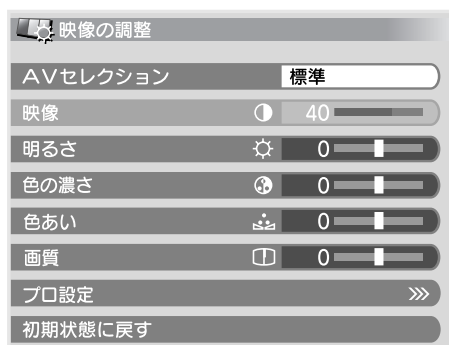 映像の調整
AVセレクション 標準
映像 40
明るさ 0
色の濃さ 0
色あい 0
画質 0
プロ設定
初期状態に戻す